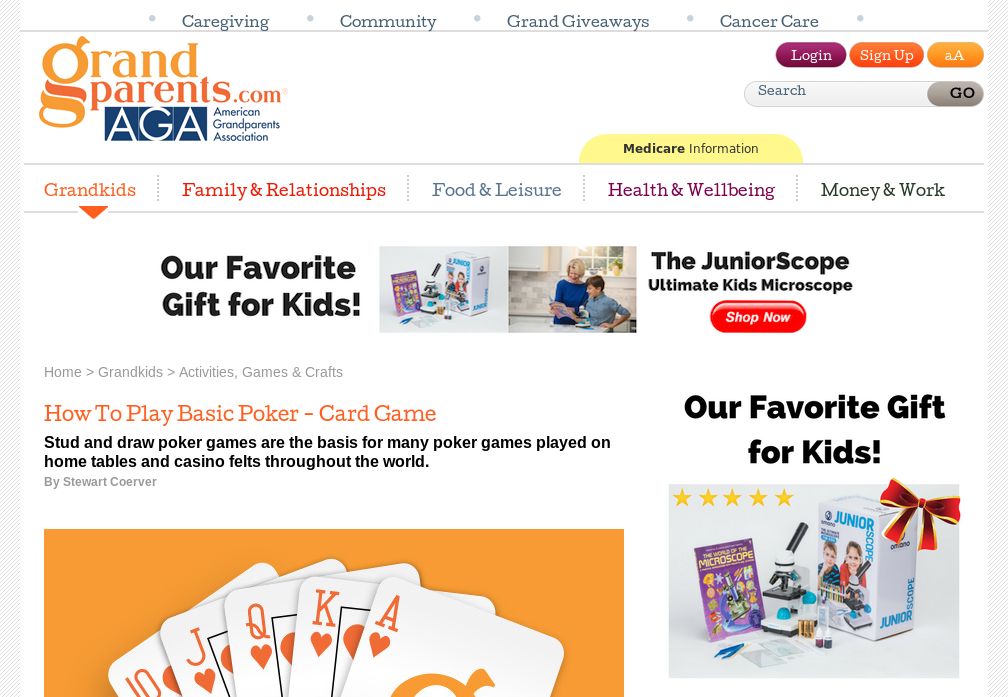 Caregiving
Community
Grand Giveaways
Cancer Care
grand
parents.com®
AGA American
Grandparents
Association
Login
Sign Up
aA
Search
GO
Medicare Information
Grandkids
Family & Relationships
Food & Leisure
Health & Wellbeing
Money & Work
Our Favorite
Gift for Kids!
The JuniorScope
Ultimate Kids Microscope
Shop Now
Home > Grandkids > Activities, Games & Crafts
How To Play Basic Poker - Card Game
Stud and draw poker games are the basis for many poker games played on
home tables and casino felts throughout the world.
By Stewart Coerver
10
J
Q
K
A
g
Our Favorite Gift
for Kids!
THE WORLD OF THE
MICROSCOPE
omano
JUNIOR
SCOPE
omano
JUNIORSCOPE